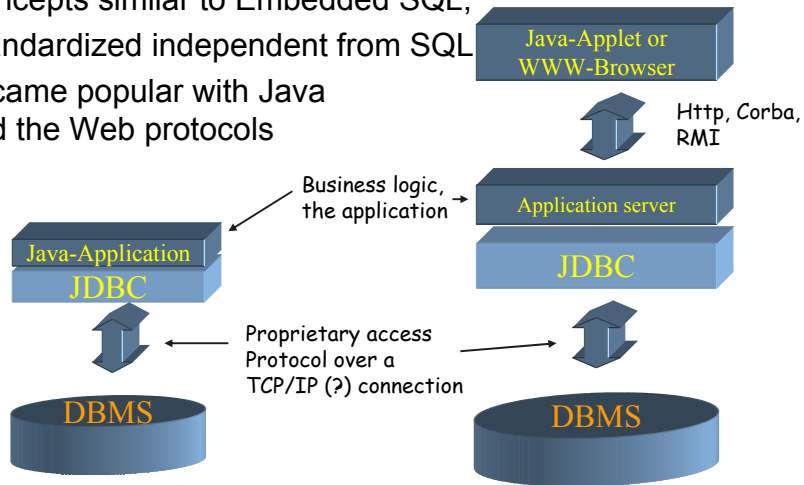 ncepts similar to Embedded SQL,
ndardized independent from SQL
came popular with Java
d the Web protocols
Java-Applet or
WWW-Browser
Http, Corba,
RMI
Business logic,
the application
Application server
Java-Application
JDBC
JDBC
Proprietary access
Protocol over a
TCP/IP (?) connection
DBMS
DBMS